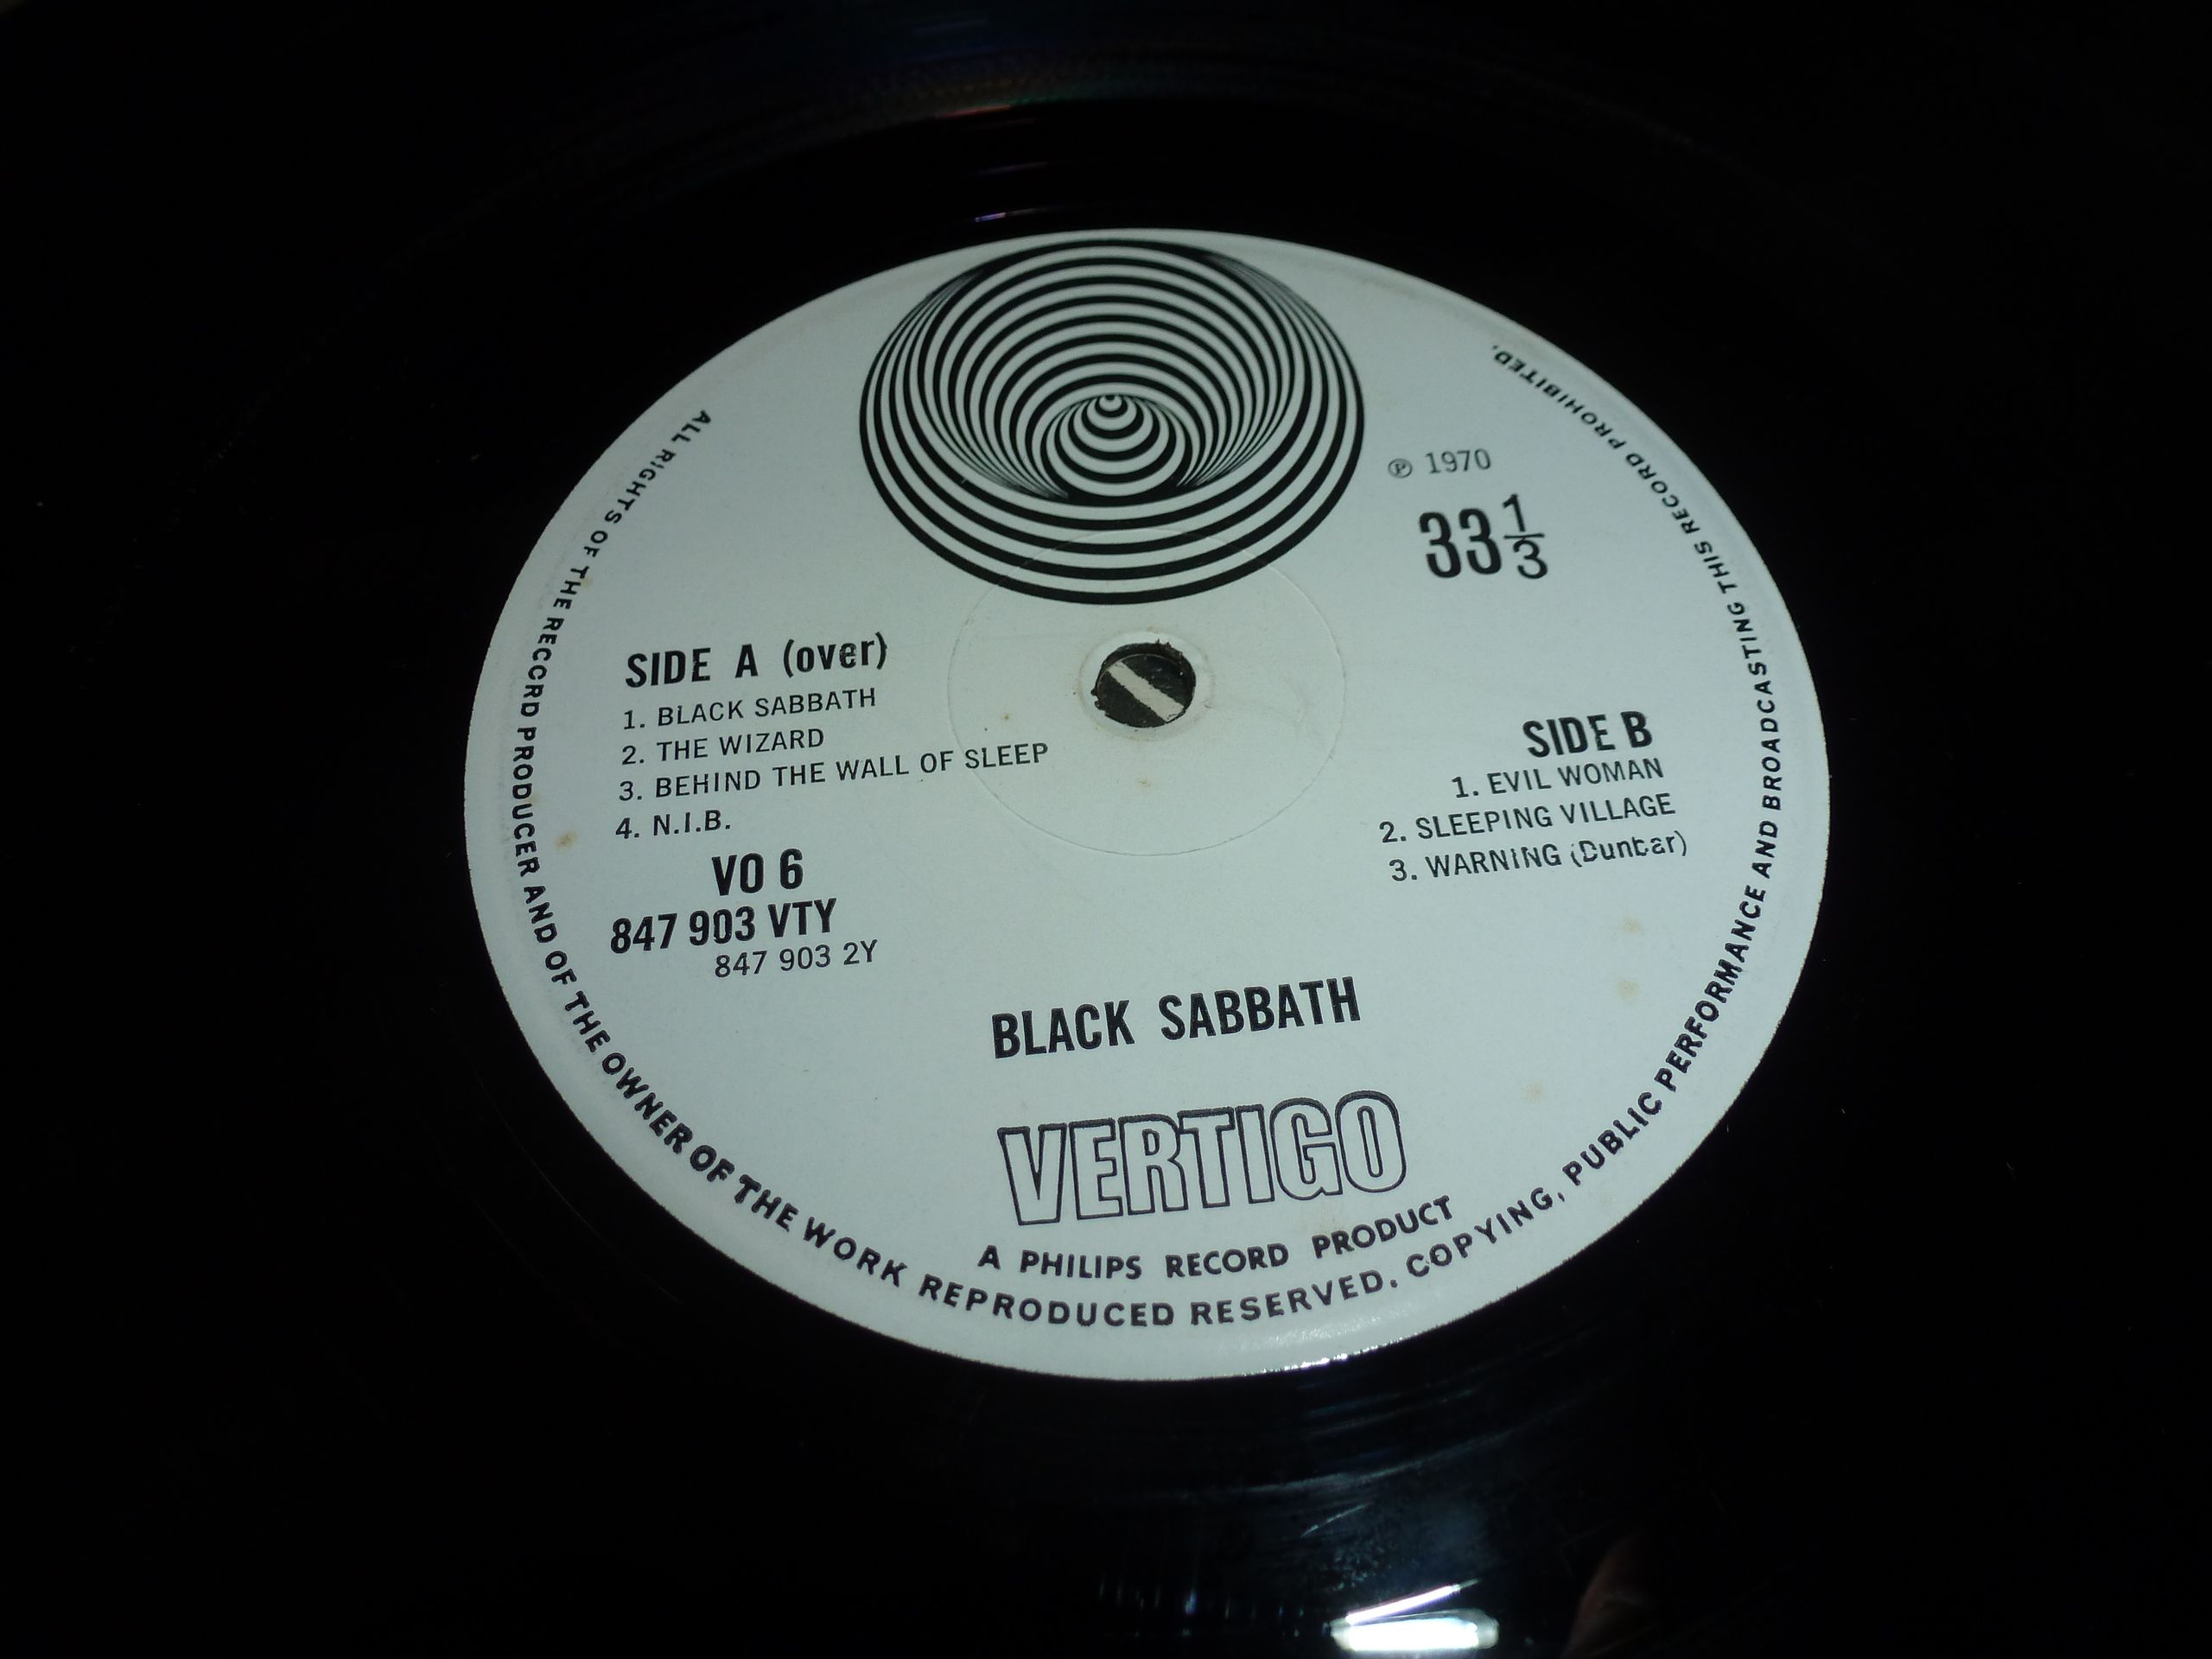 ℗ 1970
33 1/3
SIDE A (over)
1. BLACK SABBATH
2. THE WIZARD
3. BEHIND THE WALL OF SLEEP
4. N.I.B.
VO 6
847 903 VTY
847 903 2Y
SIDE B
1. EVIL WOMAN
2. SLEEPING VILLAGE
3. WARNING (Dunbar)
BLACK SABBATH
VERTIGO
A PHILIPS RECORD PRODUCT
ALL RIGHTS OF THE RECORD PRODUCER AND OF THE OWNER OF THE WORK REPRODUCED RESERVED. COPYING, PUBLIC PERFORMANCE AND BROADCASTING THIS RECORD PROHIBITED.